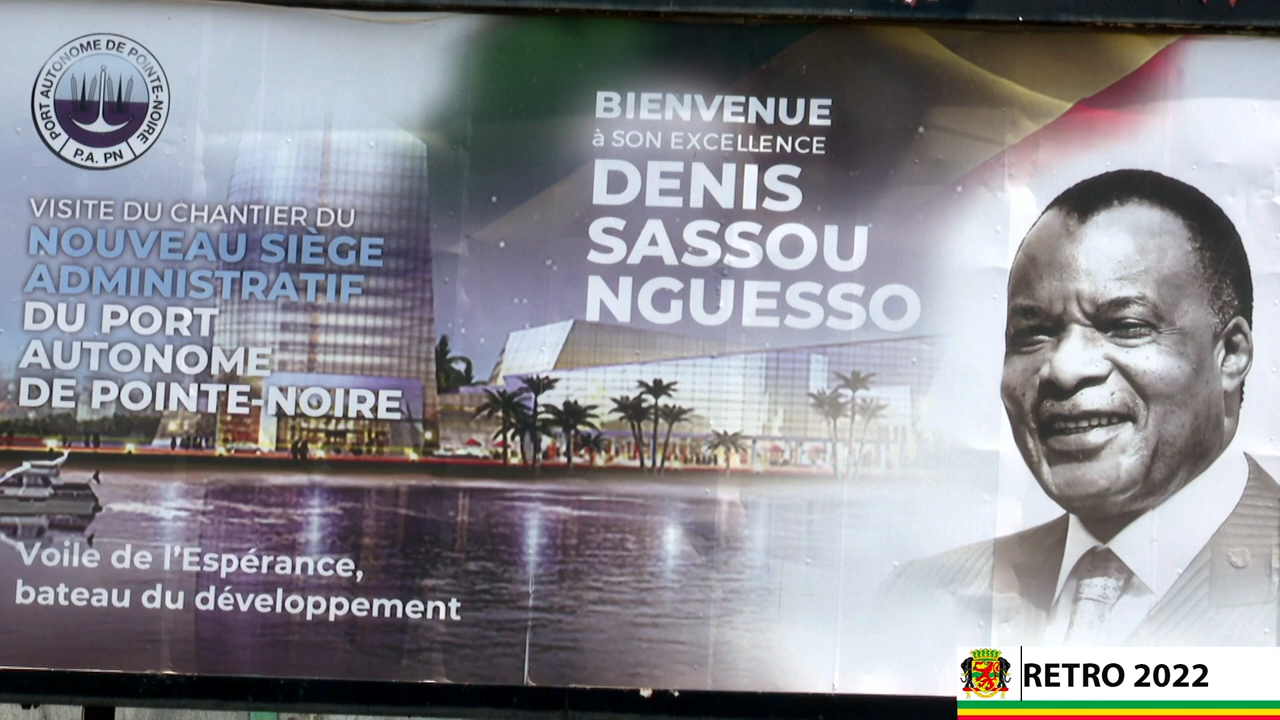 PORT AUTONOME DE POINTE-NOIRE
P.A. PN
VISITE DU CHANTIER DU
NOUVEAU SIÈGE
ADMINISTRATIF
DU PORT
AUTONOME
DE POINTE-NOIRE
BIENVENUE
à SON EXCELLENCE
DENIS
SASSOU
NGUESSO
Voile de l'Espérance,
bateau du développement
RETRO 2022